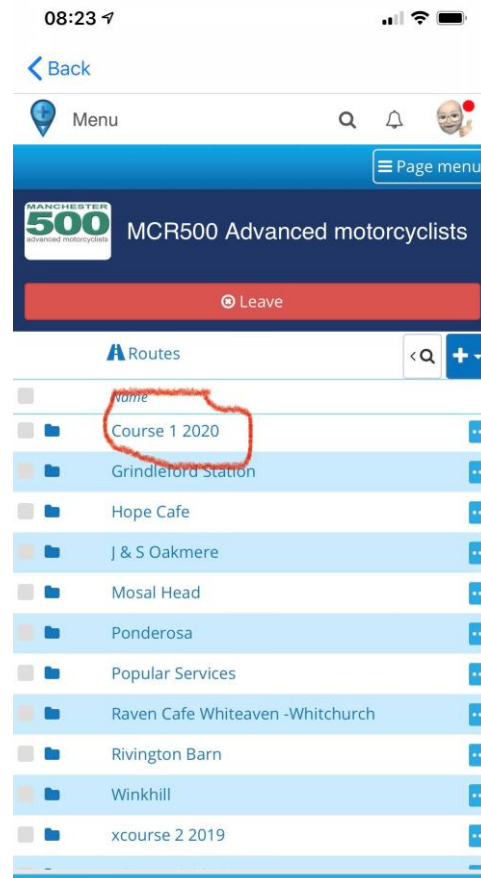 08:23
Back
Menu
Page menu
MANCHESTER
500
advanced motorcyclists
MCR500 Advanced motorcyclists
Leave
Routes
Name
Course 1 2020
Grindleford Station
Hope Cafe
J & S Oakmere
Mosal Head
Ponderosa
Popular Services
Raven Cafe Whiteaven -Whitchurch
Rivington Barn
Winkhill
xcourse 2 2019